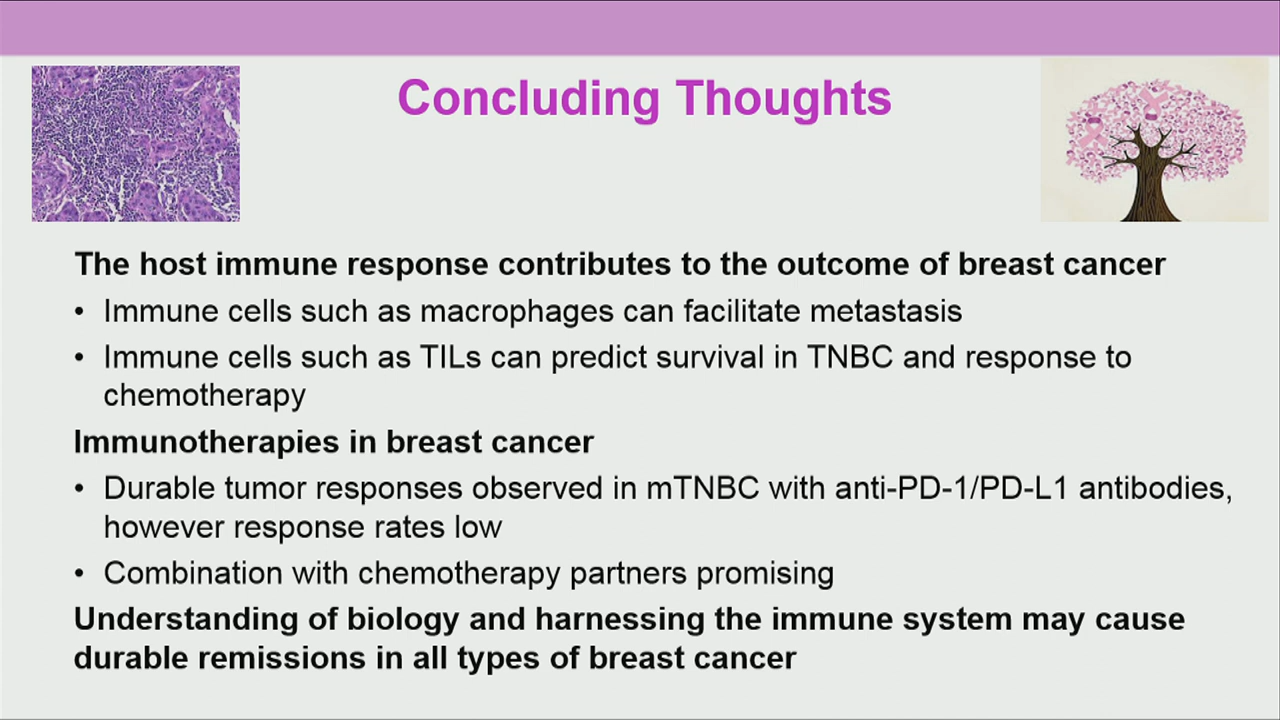 Concluding Thoughts
The host immune response contributes to the outcome of breast cancer
• Immune cells such as macrophages can facilitate metastasis
• Immune cells such as TILs can predict survival in TNBC and response to
chemotherapy
Immunotherapies in breast cancer
• Durable tumor responses observed in mTNBC with anti-PD-1/PD-L1 antibodies,
however response rates low
• Combination with chemotherapy partners promising
Understanding of biology and harnessing the immune system may cause
durable remissions in all types of breast cancer